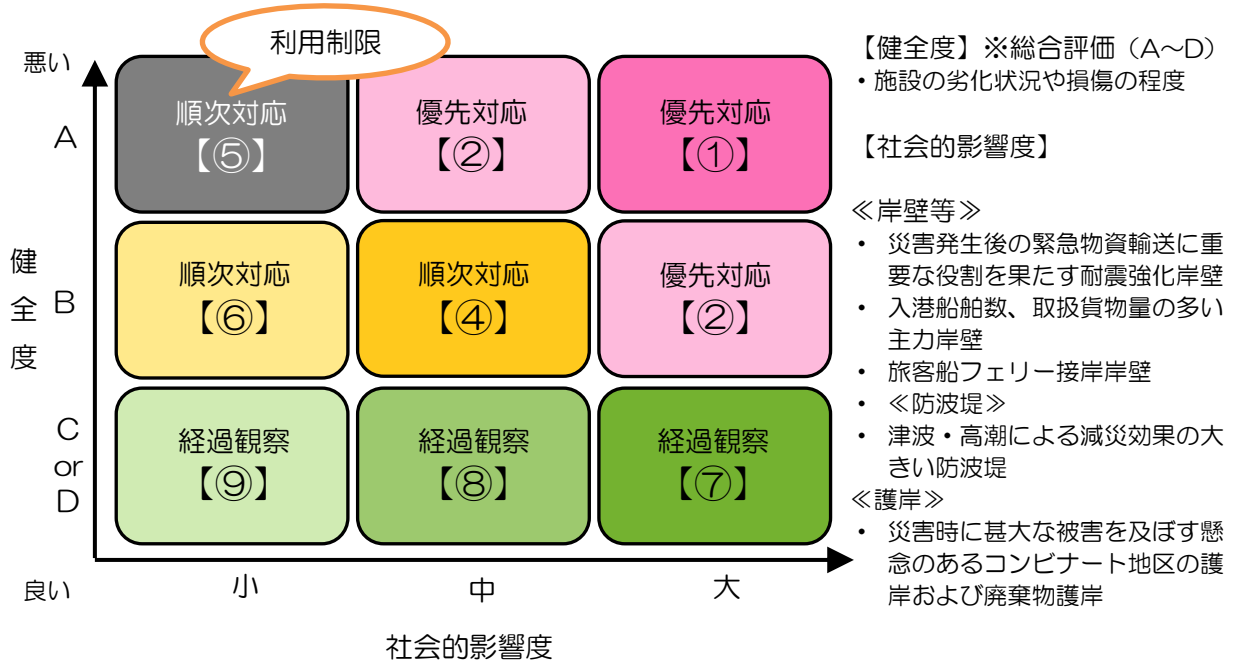 利用制限
悪い
順次対応
【⑤】
優先対応
【②】
優先対応
【①】
A
健
全
度
B
順次対応
【⑥】
順次対応
【④】
優先対応
【②】
C
or
D
経過観察
【⑨】
経過観察
【⑧】
経過観察
【⑦】
良い
小
中
大
社会的影響度
【健全度】※総合評価（A～D）
・施設の劣化状況や損傷の程度
【社会的影響度】
≪岸壁等≫
・ 災害発生後の緊急物資輸送に重
要な役割を果たす耐震強化岸壁
・ 入港船舶数、取扱貨物量の多い
主力岸壁
・ 旅客船フェリー接岸岸壁
・ ≪防波堤≫
・ 津波・高潮による減災効果の大
きい防波堤
≪護岸≫
・ 災害時に甚大な被害を及ぼす懸
念のあるコンビナート地区の護
岸および廃棄物護岸